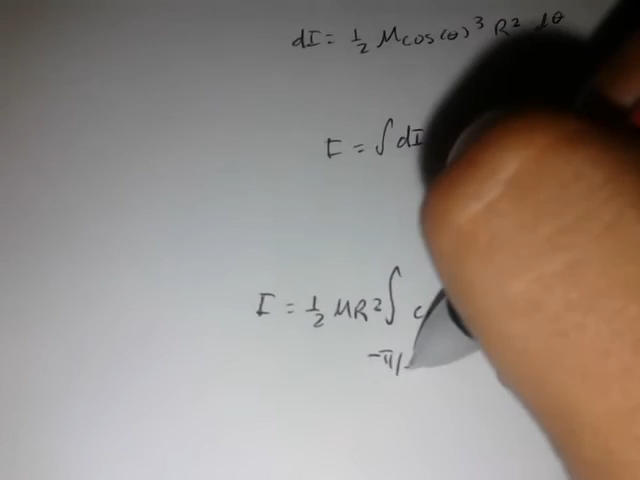 dI = 1/2 M cos(θ)³ R² dθ
I = ∫ dI
I = 1/2 MR² ∫ c
-π/